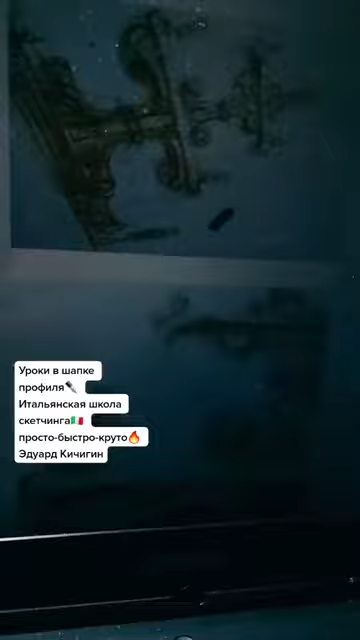 Уроки в шапке
профиля🖊️
Итальянская школа
скетчинга🇮🇹
просто-быстро-круто🔥
Эдуард Кичигин